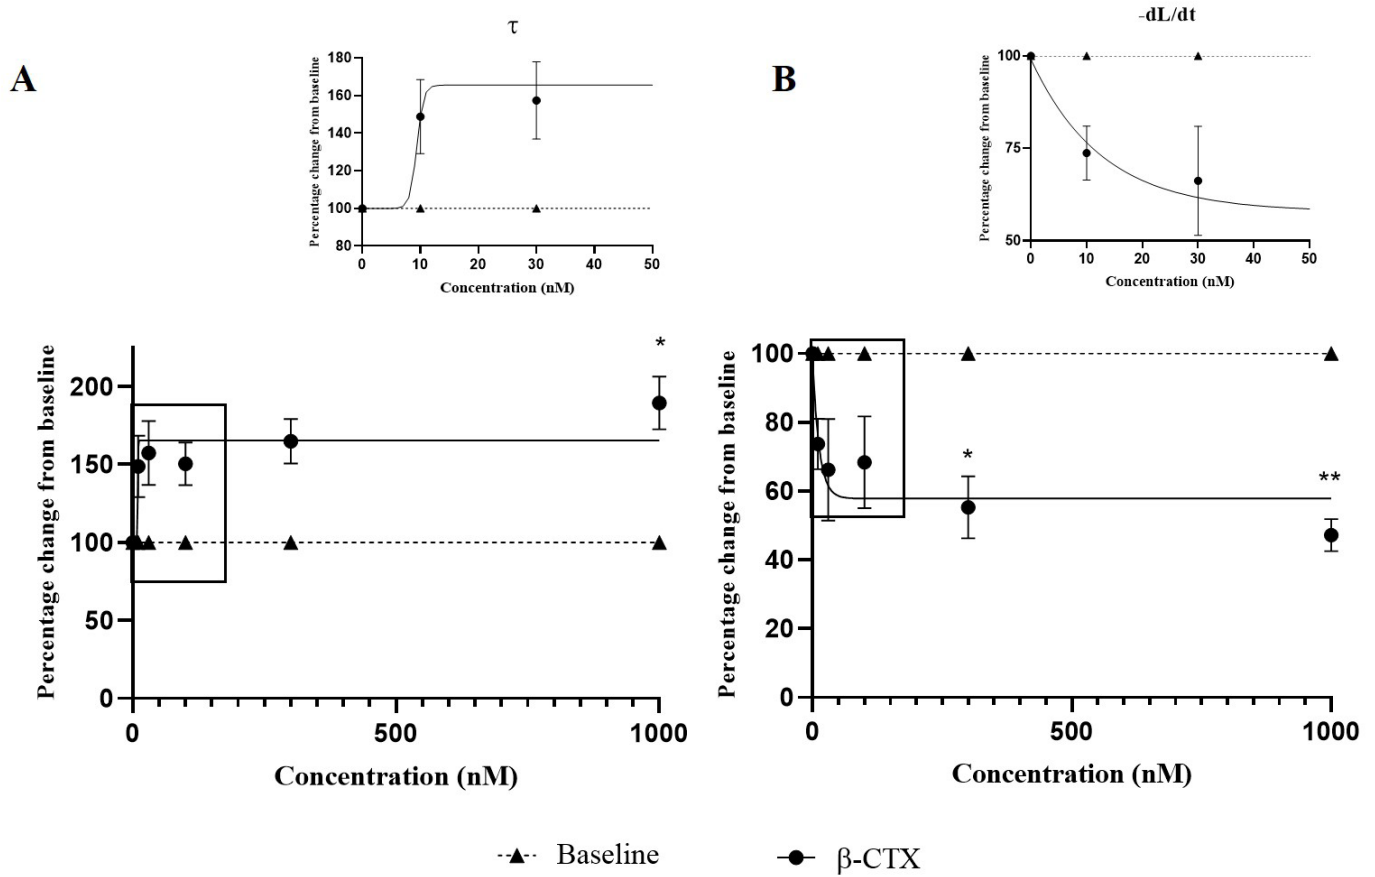 τ
A
Percentage change from baseline
180
160
140
120
100
80
0 10 20 30 40 50
Concentration (nM)
-dL/dt
B
Percentage change from baseline
100
75
50
0 10 20 30 40 50
Concentration (nM)
Percentage change from baseline
200
150
100
50
0
*
0 500 1000
Concentration (nM)
Percentage change from baseline
100
80
60
40
20
0
*
**
0 500 1000
Concentration (nM)
Baseline
β-CTX